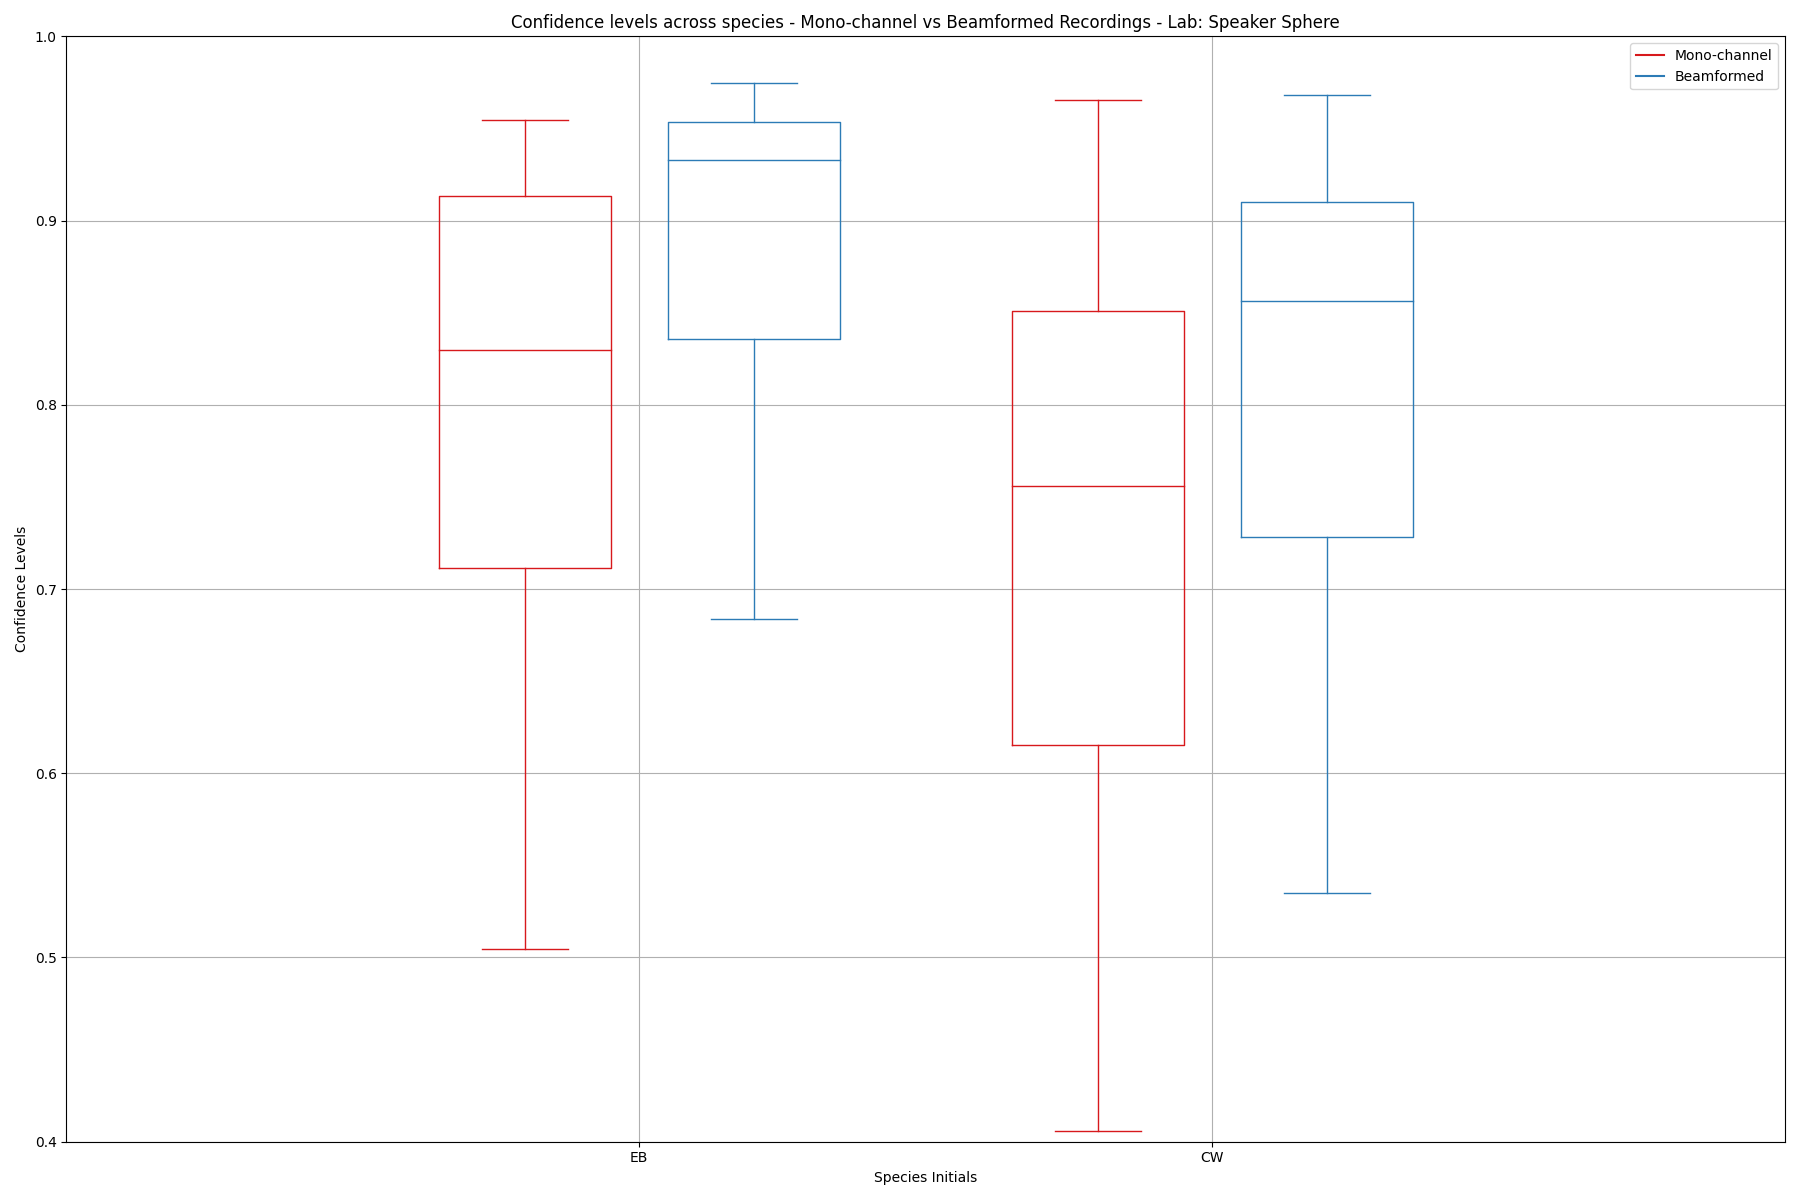 Confidence levels across species - Mono-channel vs Beamformed Recordings - Lab: Speaker Sphere
Mono-channel
Beamformed
1.0
0.9
0.8
0.7
0.6
0.5
0.4
Confidence Levels
EB
CW
Species Initials